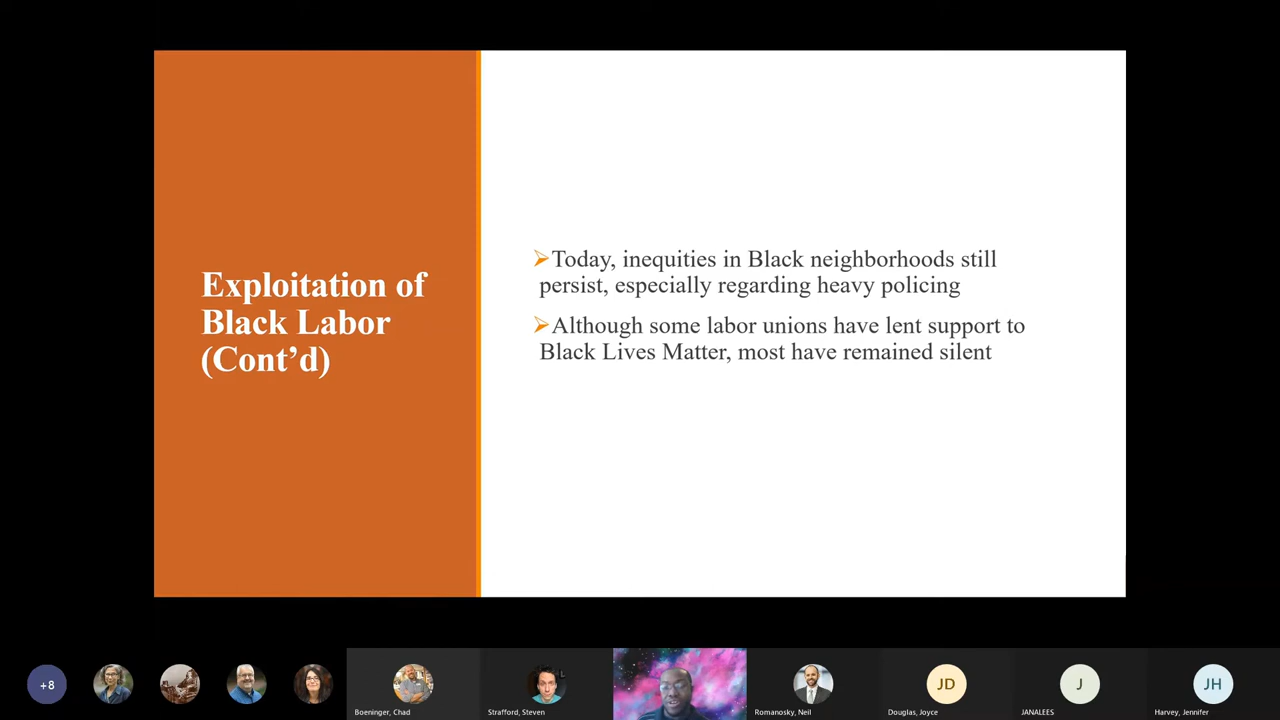 Exploitation of
Black Labor
(Cont’d)
➢Today, inequities in Black neighborhoods still
persist, especially regarding heavy policing
➢Although some labor unions have lent support to
Black Lives Matter, most have remained silent
+8
Boeninger, Chad
Strafford, Steven
Romanosky, Neil
JD
Douglas, Joyce
J
JANALEES
JH
Harvey, Jennifer